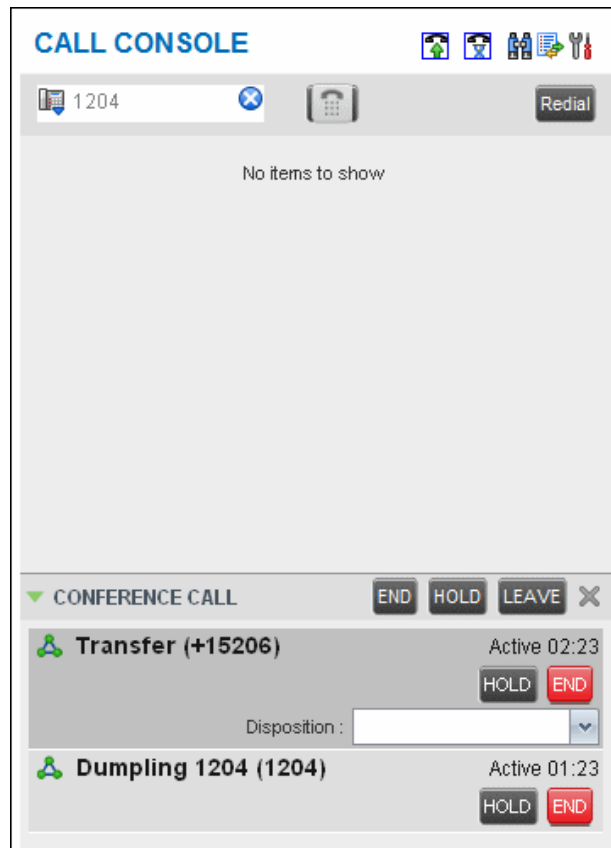 CALL CONSOLE
1204
Redial
No items to show
CONFERENCE CALL END HOLD LEAVE
Transfer (+15206) Active 02:23
HOLD END
Disposition :
Dumpling 1204 (1204) Active 01:23
HOLD END